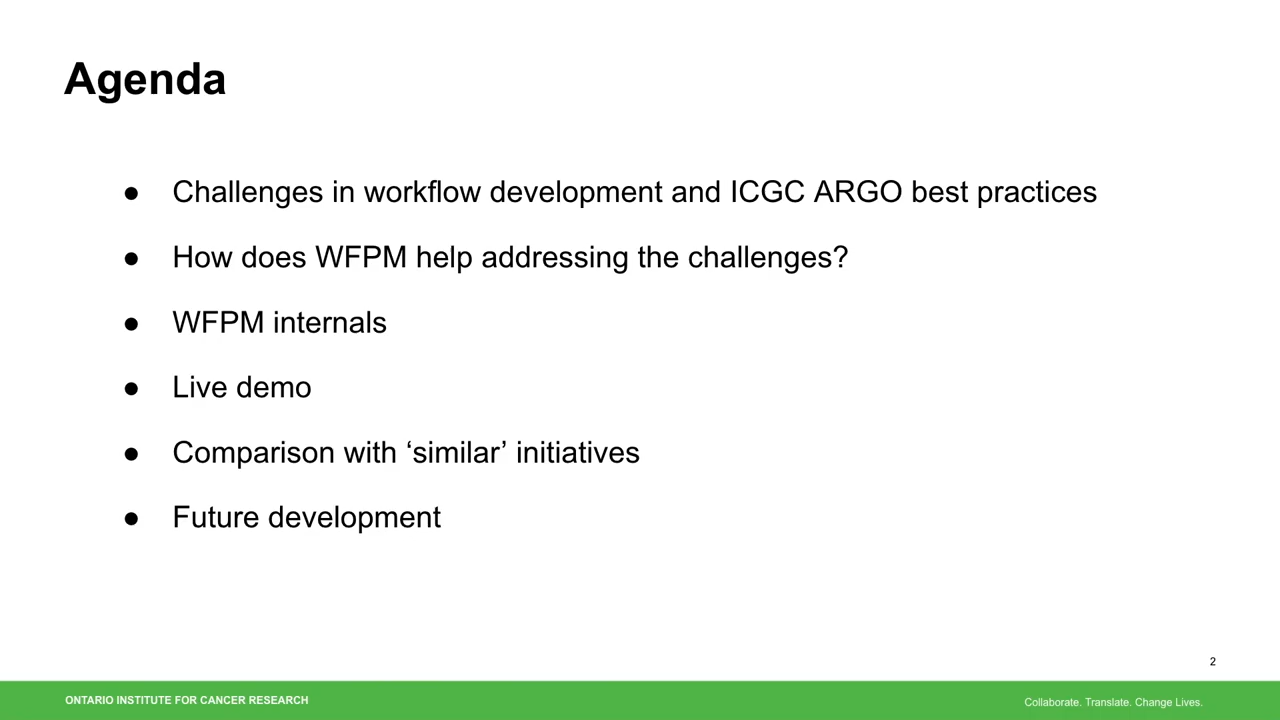 Agenda
● Challenges in workflow development and ICGC ARGO best practices
● How does WFPM help addressing the challenges?
● WFPM internals
● Live demo
● Comparison with ‘similar’ initiatives
● Future development
2
ONTARIO INSTITUTE FOR CANCER RESEARCH
Collaborate. Translate. Change Lives.